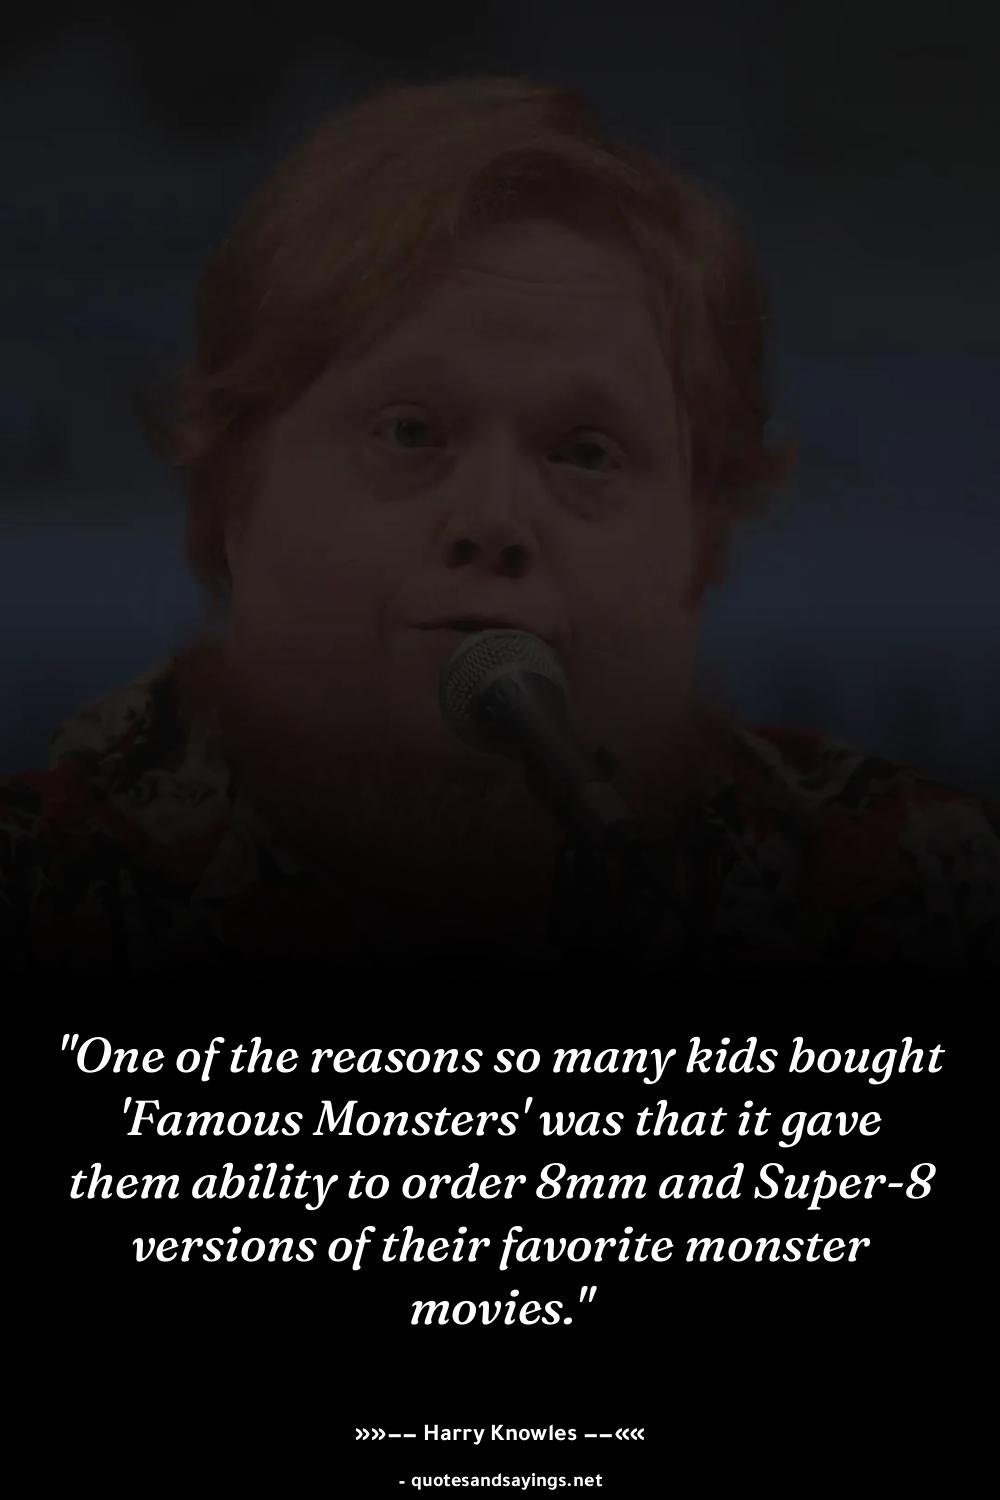 "One of the reasons so many kids bought
'Famous Monsters' was that it gave
them ability to order 8mm and Super-8
versions of their favorite monster
movies."
»»−− Harry Knowles −−««
- quotesandsayings.net